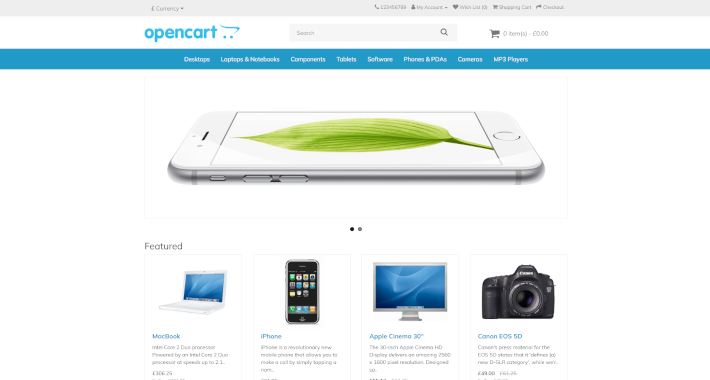 £ Currency
123456789 My Account Wish List (0) Shopping Cart Checkout
opencart
Search
0 item(s) - £0.00
Desktops Laptops & Notebooks Components Tablets Software Phones & PDAs Cameras MP3 Players
Featured
MacBook
Intel Core 2 Duo processor
Powered by an Intel Core 2 Duo
processor at speeds up to 2.1..
£306.25
iPhone
iPhone is a revolutionary new
mobile phone that allows you to
make a call by simply tapping a
nam..
Apple Cinema 30"
The 30-inch Apple Cinema HD
Display delivers an amazing 2560
x 1600 pixel resolution. Designed
sp..
Canon EOS 5D
Canon's press material for the
EOS 5D states that it 'defines (a)
new D-SLR category', while we'r..
£49.00 £61.25